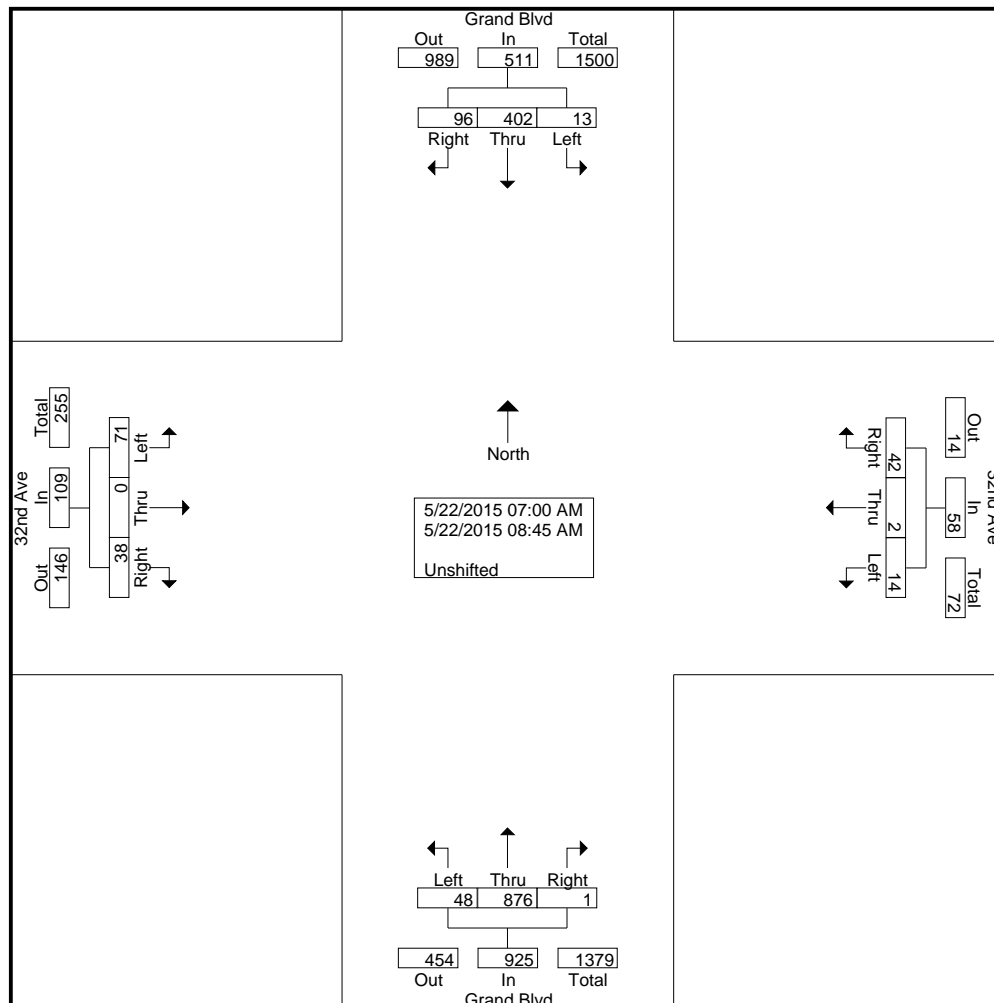 Grand Blvd
Out In Total
989 511 1500
96 402 13
Right Thru Left
32nd Ave
Total In Out
255 109 146
71 0 38
Left Thru Right
North
5/22/2015 07:00 AM
5/22/2015 08:45 AM
Unshifted
Right Thru Left
42 2 14
Out In Total
14 58 72
32nd Ave
Left Thru Right
48 876 1
454 925 1379
Out In Total
Grand Blvd